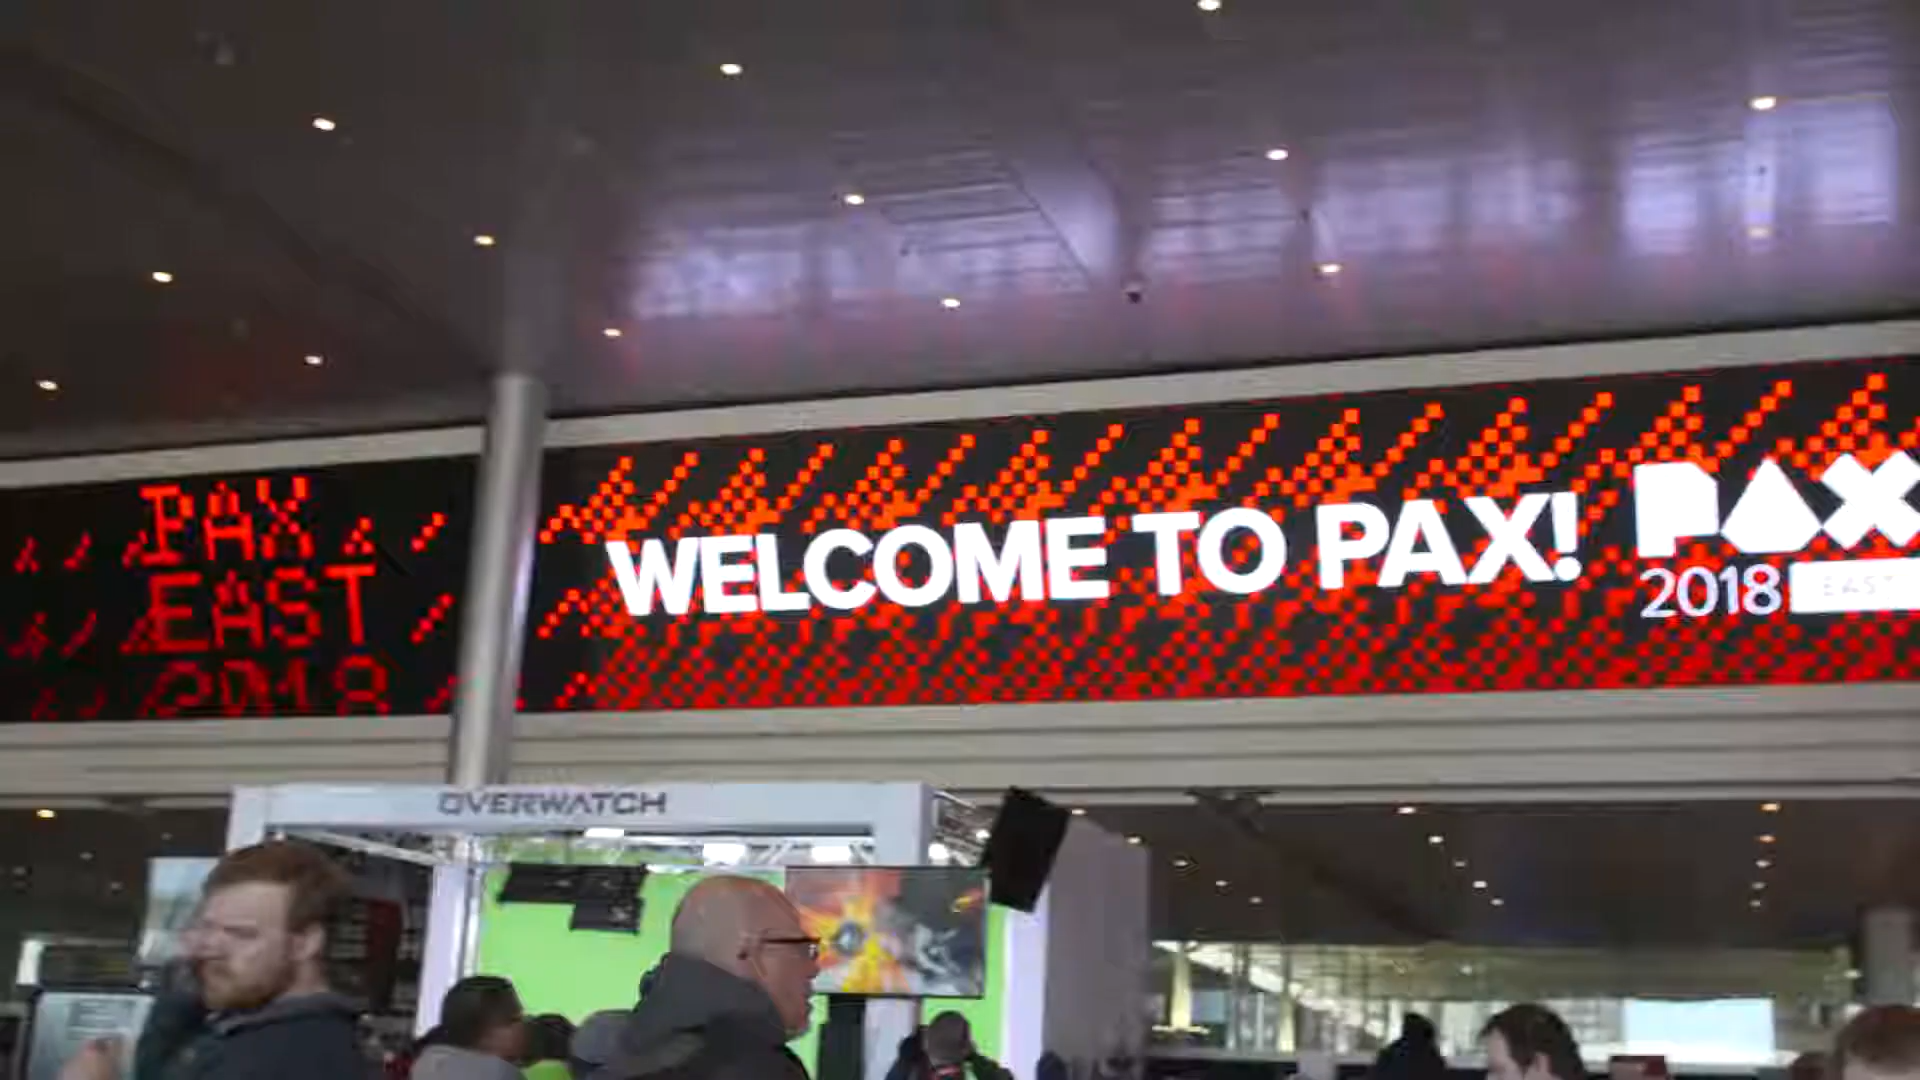 PAX
EAST
2018
WELCOME TO PAX!
PAX
2018 EAST
OVERWATCH